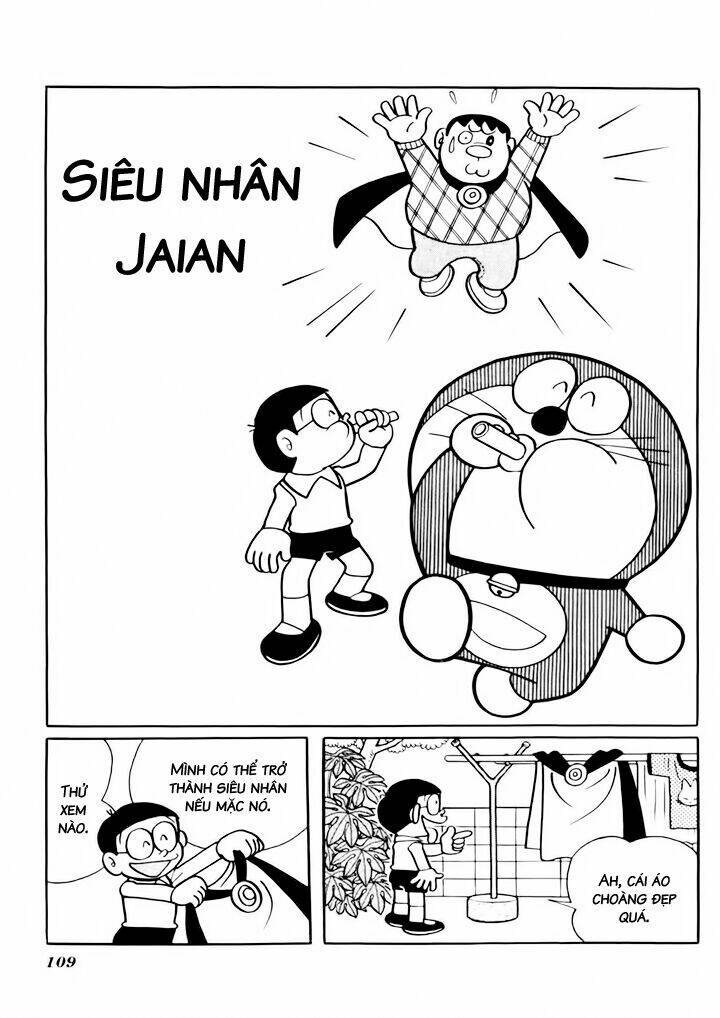 SIÊU NHÂN
JAIAN
AH, CÁI ÁO
CHOÀNG ĐẸP
QUÁ.
MÌNH CÓ THỂ TRỞ
THÀNH SIÊU NHÂN
NẾU MẶC NÓ.
THỬ
XEM
NÀO.
109